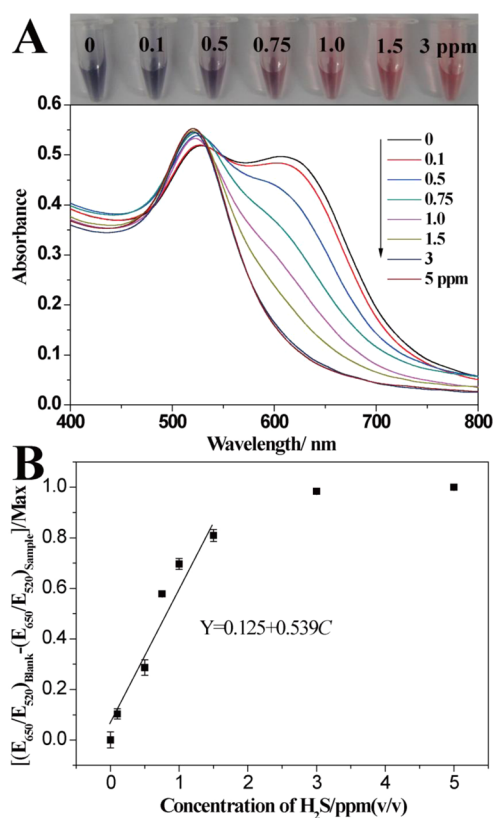 A
0 0.1 0.5 0.75 1.0 1.5 3 ppm
0.6
0.5
0.4
0.3
0.2
0.1
0.0
Absorbance
0
0.1
0.5
0.75
1.0
1.5
3
5 ppm
400 500 600 700 800
Wavelength/ nm
B
1.0
0.8
0.6
0.4
0.2
0.0
[(E650/E520)Blank-(E650/E520)Sample]/Max
Y=0.125+0.539C
0 1 2 3 4 5
Concentration of H2S/ppm(v/v)